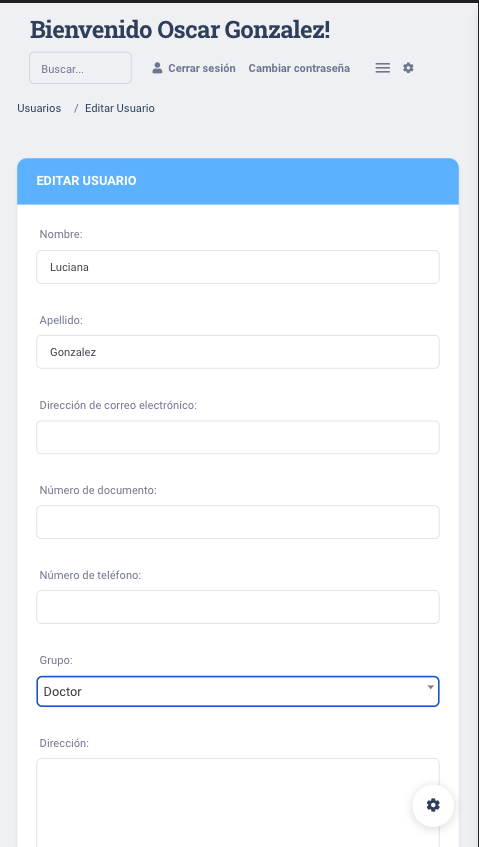 Bienvenido Oscar Gonzalez!
Buscar...
Cerrar sesión
Cambiar contraseña
Usuarios / Editar Usuario
EDITAR USUARIO
Nombre:
Luciana
Apellido:
Gonzalez
Dirección de correo electrónico:
Número de documento:
Número de teléfono:
Grupo:
Doctor
Dirección: